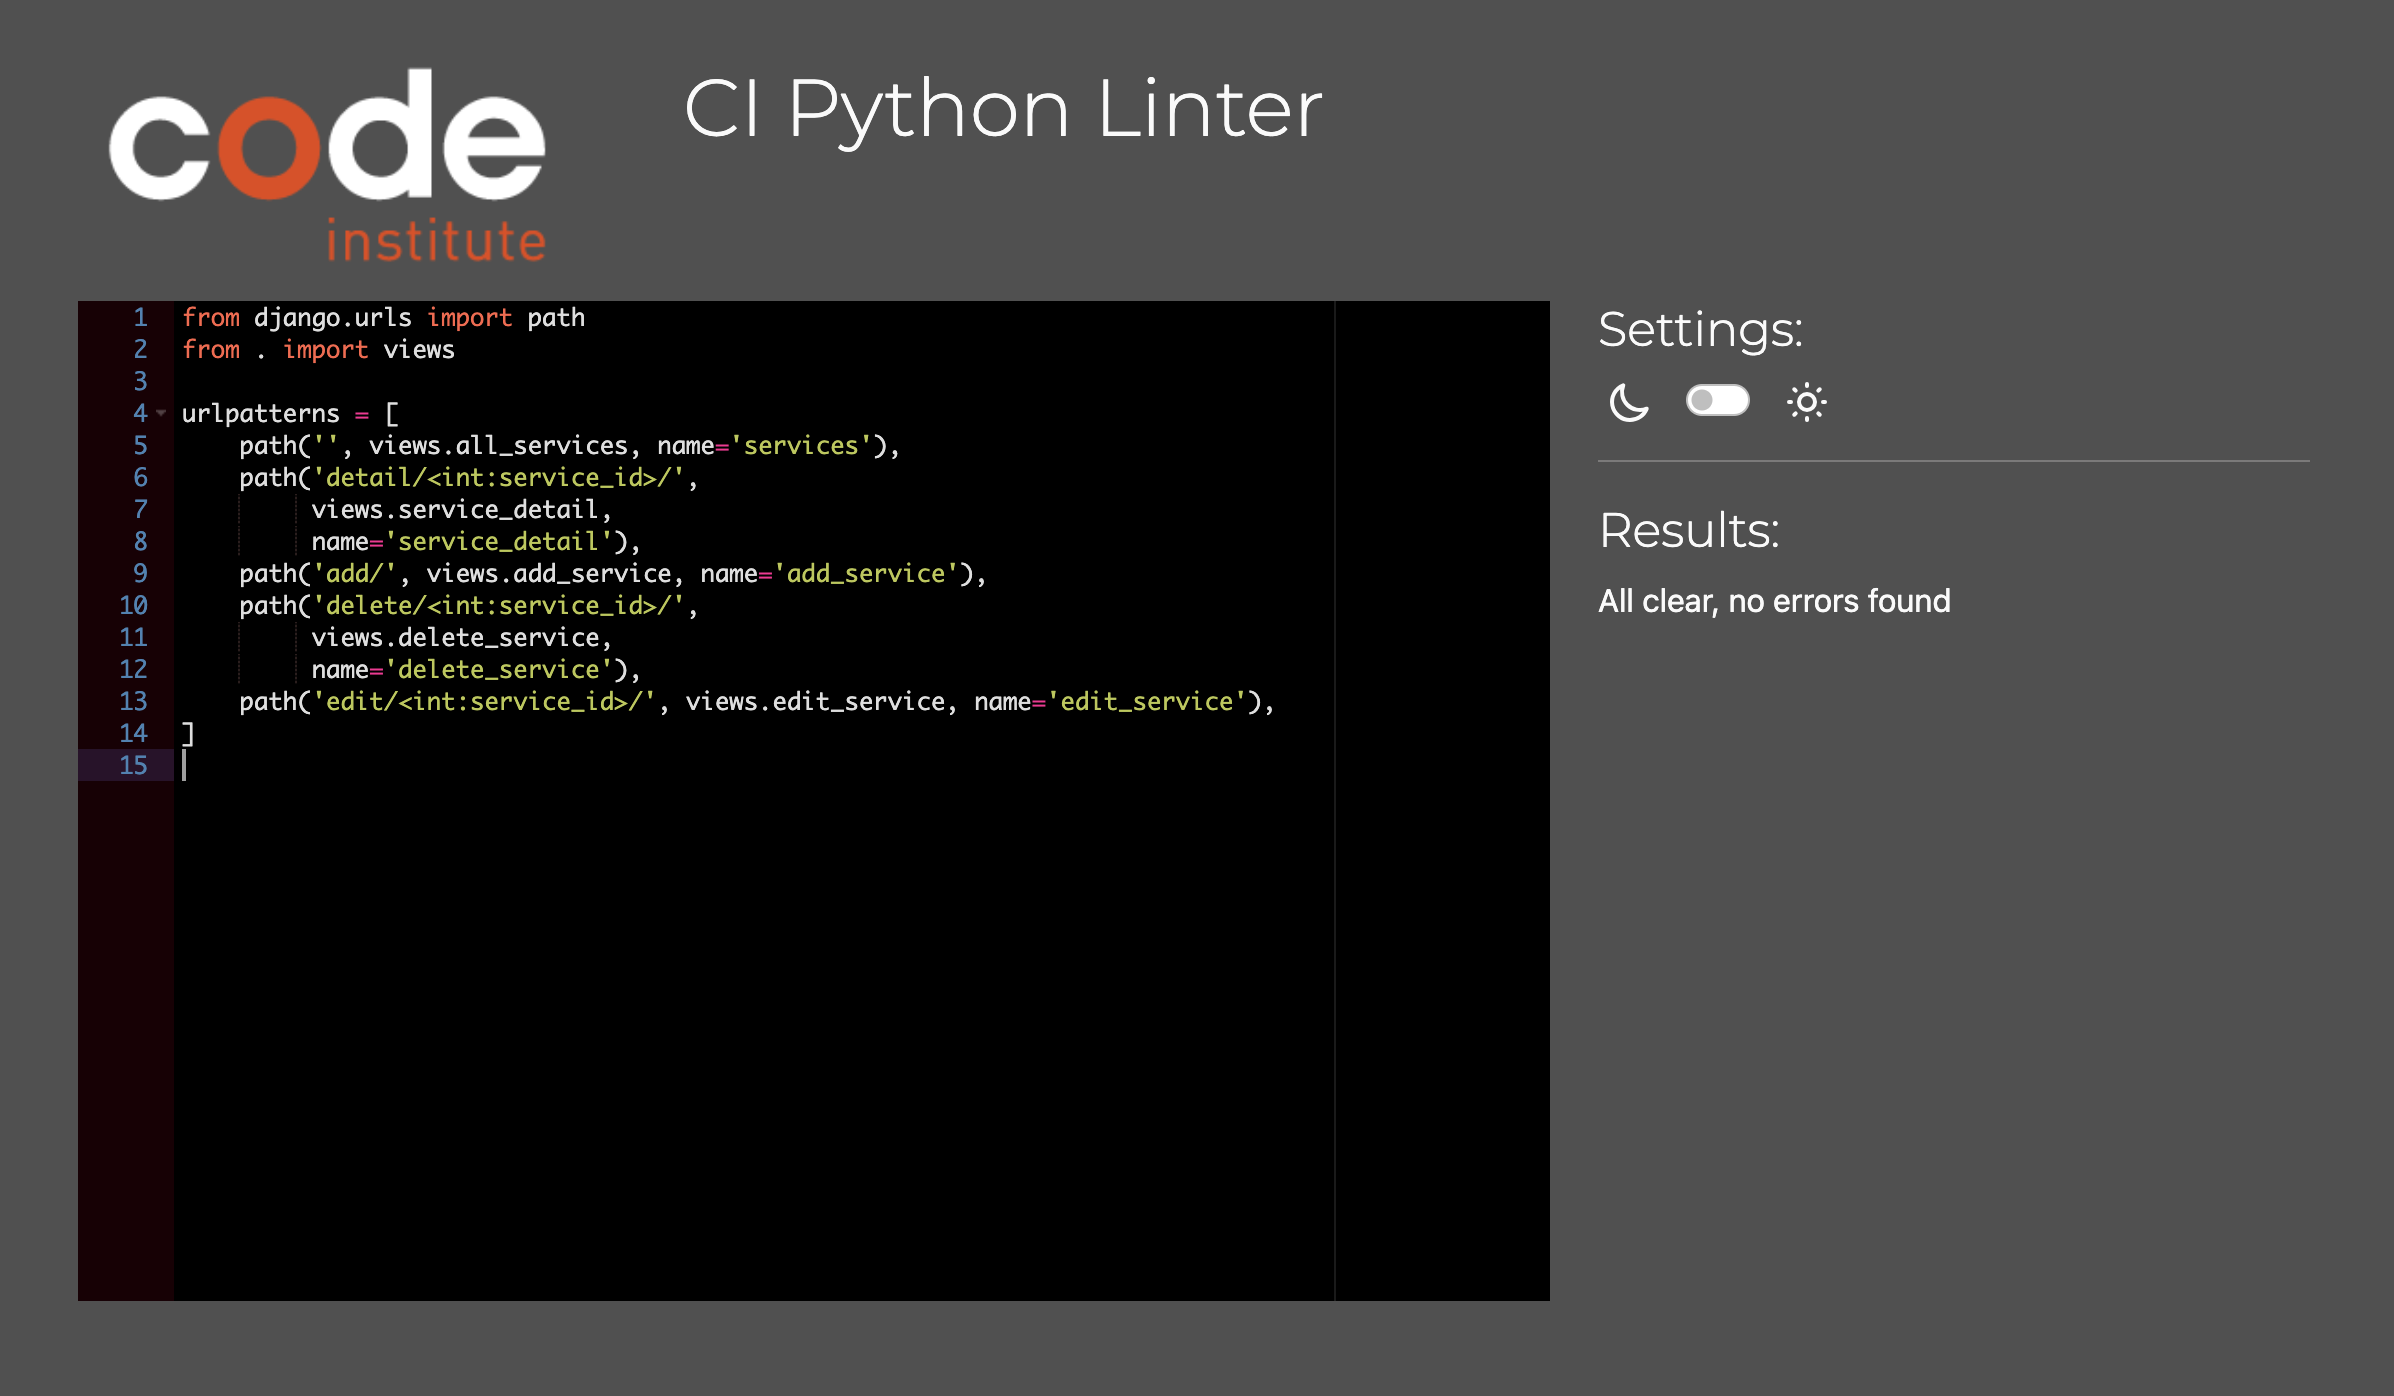 code
institute
CI Python Linter
1 from django.urls import path
2 from . import views
3
4 urlpatterns = [
5     path('', views.all_services, name='services'),
6     path('detail/<int:service_id>/',
7          views.service_detail,
8          name='service_detail'),
9     path('add/', views.add_service, name='add_service'),
10     path('delete/<int:service_id>/',
11          views.delete_service,
12          name='delete_service'),
13     path('edit/<int:service_id>/', views.edit_service, name='edit_service'),
14 ]
15
Settings:
Results:
All clear, no errors found